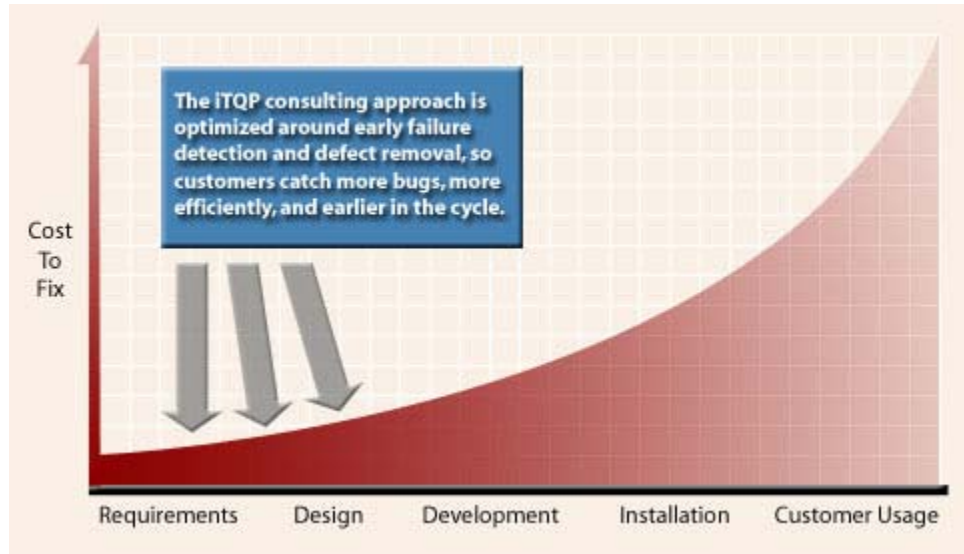 The iTQP consulting approach is
optimized around early failure
detection and defect removal, so
customers catch more bugs, more
efficiently, and earlier in the cycle.
Cost
To
Fix
Requirements Design Development Installation Customer Usage